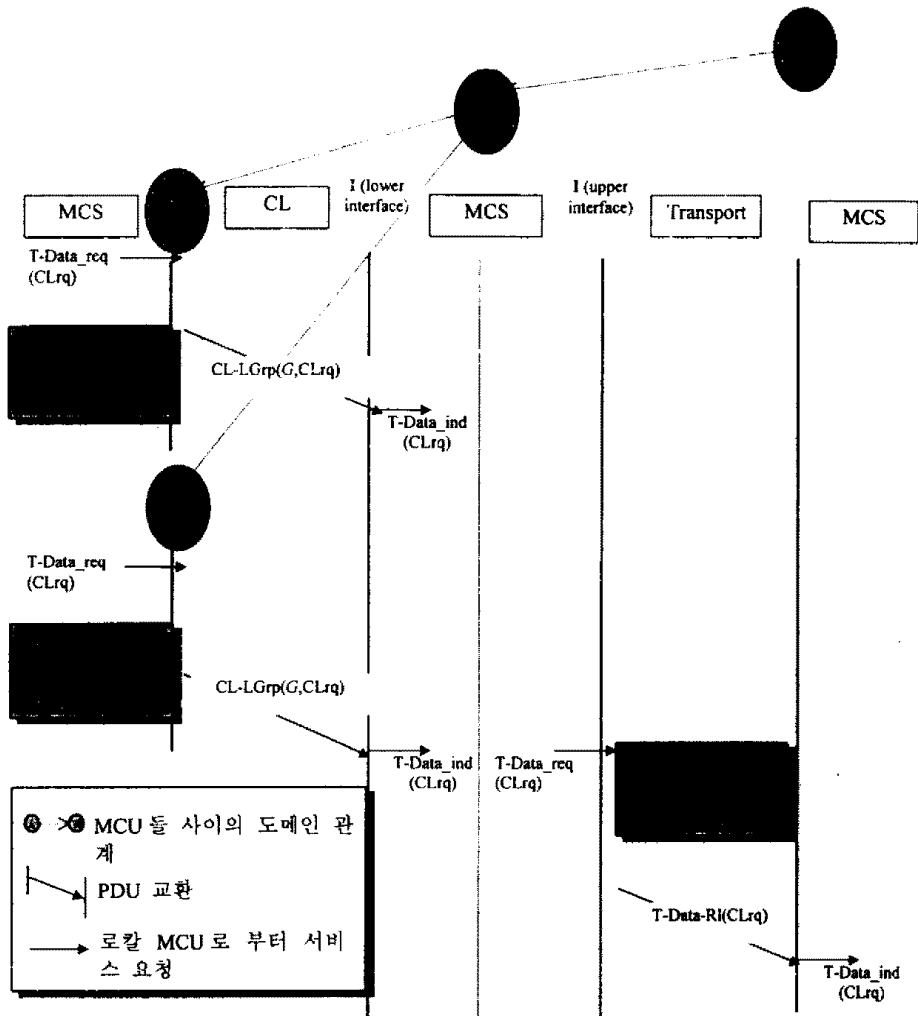 I (lower
interface)
I (upper
interface)
MCS
CL
MCS
Transport
MCS
T-Data_req
(CLrq)
CL-LGrp(G,CLrq)
T-Data_ind
(CLrq)
T-Data_req
(CLrq)
CL-LGrp(G,CLrq)
T-Data_ind
(CLrq)
T-Data_req
(CLrq)
MCU 들 사이의 도메인 관
계
PDU 교환
로칼 MCU 로 부터 서비
스 요청
T-Data-RI(CLrq)
T-Data_ind
(CLrq)